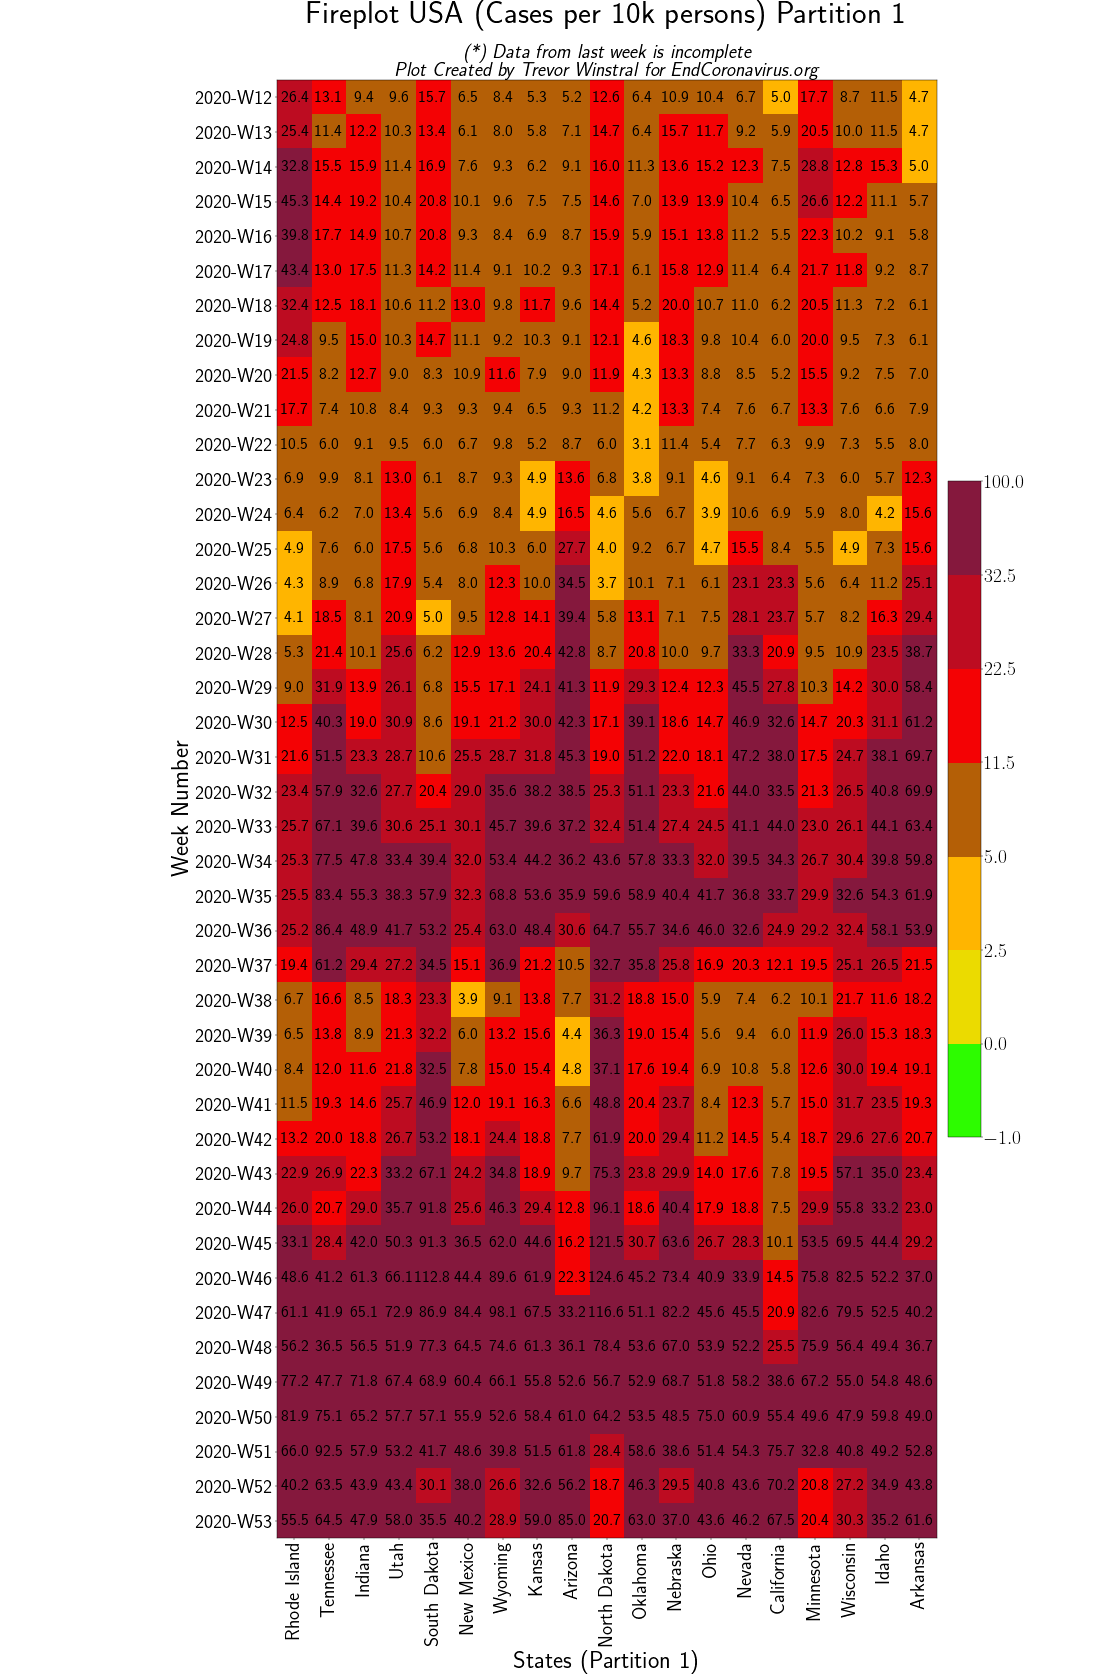 Fireplot USA (Cases per 10k persons) Partition 1
(*) Data from last week is incomplete
Plot Created by Trevor Winstral for EndCoronavirus.org
2020-W12 26.4 13.1 9.4 9.6 15.7 6.5 8.4 5.3 5.2 12.6 6.4 10.9 10.4 6.7 5.0 17.7 8.7 11.5 4.7
2020-W13 25.4 11.4 12.2 10.3 13.4 6.1 8.0 5.8 7.1 14.7 6.4 15.7 11.7 9.2 5.9 20.5 10.0 11.5 4.7
2020-W14 32.8 15.5 15.9 11.4 16.9 7.6 9.3 6.2 9.1 16.0 11.3 13.6 15.2 12.3 7.5 28.8 12.8 15.3 5.0
2020-W15 45.3 14.4 19.2 10.4 20.8 10.1 9.6 7.5 7.5 14.6 7.0 13.9 13.9 10.4 6.5 26.6 12.2 11.1 5.7
2020-W16 39.8 17.7 14.9 10.7 20.8 9.3 8.4 6.9 8.7 15.9 5.9 15.1 13.8 11.2 5.5 22.3 10.2 9.1 5.8
2020-W17 43.4 13.0 17.5 11.3 14.2 11.4 9.1 10.2 9.3 17.1 6.1 15.8 12.9 11.4 6.4 21.7 11.8 9.2 8.7
2020-W18 32.4 12.5 18.1 10.6 11.2 13.0 9.8 11.7 9.6 14.4 5.2 20.0 10.7 11.0 6.2 20.5 11.3 7.2 6.1
2020-W19 24.8 9.5 15.0 10.3 14.7 11.1 9.2 10.3 9.1 12.1 4.6 18.3 9.8 10.4 6.0 20.0 9.5 7.3 6.1
2020-W20 21.5 8.2 12.7 9.0 8.3 10.9 11.6 7.9 9.0 11.9 4.3 13.3 8.8 8.5 5.2 15.5 9.2 7.5 7.0
2020-W21 17.7 7.4 10.8 8.4 9.3 9.3 9.4 6.5 9.3 11.2 4.2 13.3 7.4 7.6 6.7 13.3 7.6 6.6 7.9
2020-W22 10.5 6.0 9.1 9.5 6.0 6.7 9.8 5.2 8.7 6.0 3.1 11.4 5.4 7.7 6.3 9.9 7.3 5.5 8.0
2020-W23 6.9 9.9 8.1 13.0 6.1 8.7 9.3 4.9 13.6 6.8 3.8 9.1 4.6 9.1 6.4 7.3 6.0 5.7 12.3
2020-W24 6.4 6.2 7.0 13.4 5.6 6.9 8.4 4.9 16.5 4.6 5.6 6.7 3.9 10.6 6.9 5.9 8.0 4.2 15.6
2020-W25 4.9 7.6 6.0 17.5 5.6 6.8 10.3 6.0 27.7 4.0 9.2 6.7 4.7 15.5 8.4 5.5 4.9 7.3 15.6
2020-W26 4.3 8.9 6.8 17.9 5.4 8.0 12.3 10.0 34.5 3.7 10.1 7.1 6.1 23.1 23.3 5.6 6.4 11.2 25.1
2020-W27 4.1 18.5 8.1 20.9 5.0 9.5 12.8 14.1 39.4 5.8 13.1 7.1 7.5 28.1 23.7 5.7 8.2 16.3 29.4
2020-W28 5.3 21.4 10.1 25.6 6.2 12.9 13.6 20.4 42.8 8.7 20.8 10.0 9.7 33.3 20.9 9.5 10.9 23.5 38.7
2020-W29 9.0 31.9 13.9 26.1 6.8 15.5 17.1 24.1 41.3 11.9 29.3 12.4 12.3 45.5 27.8 10.3 14.2 30.0 58.4
2020-W30 12.5 40.3 19.0 30.9 8.6 19.1 21.2 30.0 42.3 17.1 39.1 18.6 14.7 46.9 32.6 14.7 20.3 31.1 61.2
2020-W31 21.6 51.5 23.3 28.7 10.6 25.5 28.7 31.8 45.3 19.0 51.2 22.0 18.1 47.2 38.0 17.5 24.7 38.1 69.7
2020-W32 23.4 57.9 32.6 27.7 20.4 29.0 35.6 38.2 38.5 25.3 51.1 23.3 21.6 44.0 33.5 21.3 26.5 40.8 69.9
2020-W33 25.7 67.1 39.6 30.6 25.1 30.1 45.7 39.6 37.2 32.4 51.4 27.4 24.5 41.1 44.0 23.0 26.1 44.1 63.4
2020-W34 25.3 77.5 47.8 33.4 39.4 32.0 53.4 44.2 36.2 43.6 57.8 33.3 32.0 39.5 34.3 26.7 30.4 39.8 59.8
2020-W35 25.5 83.4 55.3 38.3 57.9 32.3 68.8 53.6 35.9 59.6 58.9 40.4 41.7 36.8 33.7 29.9 32.6 54.3 61.9
2020-W36 25.2 86.4 48.9 41.7 53.2 25.4 63.0 48.4 30.6 64.7 55.7 34.6 46.0 32.6 24.9 29.2 32.4 58.1 53.9
2020-W37 19.4 61.2 29.4 27.2 34.5 15.1 36.9 21.2 10.5 32.7 35.8 25.8 16.9 20.3 12.1 19.5 25.1 26.5 21.5
2020-W38 6.7 16.6 8.5 18.3 23.3 3.9 9.1 13.8 7.7 31.2 18.8 15.0 5.9 7.4 6.2 10.1 21.7 11.6 18.2
2020-W39 6.5 13.8 8.9 21.3 32.2 6.0 13.2 15.6 4.4 36.3 19.0 15.4 5.6 9.4 6.0 11.9 26.0 15.3 18.3
2020-W40 8.4 12.0 11.6 21.8 32.5 7.8 15.0 15.4 4.8 37.1 17.6 19.4 6.9 10.8 5.8 12.6 30.0 19.4 19.1
2020-W41 11.5 19.3 14.6 25.7 46.9 12.0 19.1 16.3 6.6 48.8 20.4 23.7 8.4 12.3 5.7 15.0 31.7 23.5 19.3
2020-W42 13.2 20.0 18.8 26.7 53.2 18.1 24.4 18.8 7.7 61.9 20.0 29.4 11.2 14.5 5.4 18.7 29.6 27.6 20.7
2020-W43 22.9 26.9 22.3 33.2 67.1 24.2 34.8 18.9 9.7 75.3 23.8 29.9 14.0 17.6 7.8 19.5 57.1 35.0 23.4
2020-W44 26.0 20.7 29.0 35.7 91.8 25.6 46.3 29.4 12.8 96.1 18.6 40.4 17.9 18.8 7.5 29.9 55.8 33.2 23.0
2020-W45 33.1 28.4 42.0 50.3 91.3 36.5 62.0 44.6 16.2 121.5 30.7 63.6 26.7 28.3 10.1 53.5 69.5 44.4 29.2
2020-W46 48.6 41.2 61.3 66.1 112.8 44.4 89.6 61.9 22.3 124.6 45.2 73.4 40.9 33.9 14.5 75.8 82.5 52.2 37.0
2020-W47 61.1 41.9 65.1 72.9 86.9 84.4 98.1 67.5 33.2 116.6 51.1 82.2 45.6 45.5 20.9 82.6 79.5 52.5 40.2
2020-W48 56.2 36.5 56.5 51.9 77.3 64.5 74.6 61.3 36.1 78.4 53.6 67.0 53.9 52.2 25.5 75.9 56.4 49.4 36.7
2020-W49 77.2 47.7 71.8 67.4 68.9 60.4 66.1 55.8 52.6 56.7 52.9 68.7 51.8 58.2 38.6 67.2 55.0 54.8 48.6
2020-W50 81.9 75.1 65.2 57.7 57.1 55.9 52.6 58.4 61.0 64.2 53.5 48.5 75.0 60.9 55.4 49.6 47.9 59.8 49.0
2020-W51 66.0 92.5 57.9 53.2 41.7 48.6 39.8 51.5 61.8 28.4 58.6 38.6 51.4 54.3 75.7 32.8 40.8 49.2 52.8
2020-W52 40.2 63.5 43.9 43.4 30.1 38.0 26.6 32.6 56.2 18.7 46.3 29.5 40.8 43.6 70.2 20.8 27.2 34.9 43.8
2020-W53 55.5 64.5 47.9 58.0 35.5 40.2 28.9 59.0 85.0 20.7 63.0 37.0 43.6 46.2 67.5 20.4 30.3 35.2 61.6
Week Number
Rhode Island Tennessee Indiana Utah South Dakota New Mexico Wyoming Kansas Arizona North Dakota Oklahoma Nebraska Ohio Nevada California Minnesota Wisconsin Idaho Arkansas
States (Partition 1)
100.0
32.5
22.5
11.5
5.0
2.5
0.0
−1.0